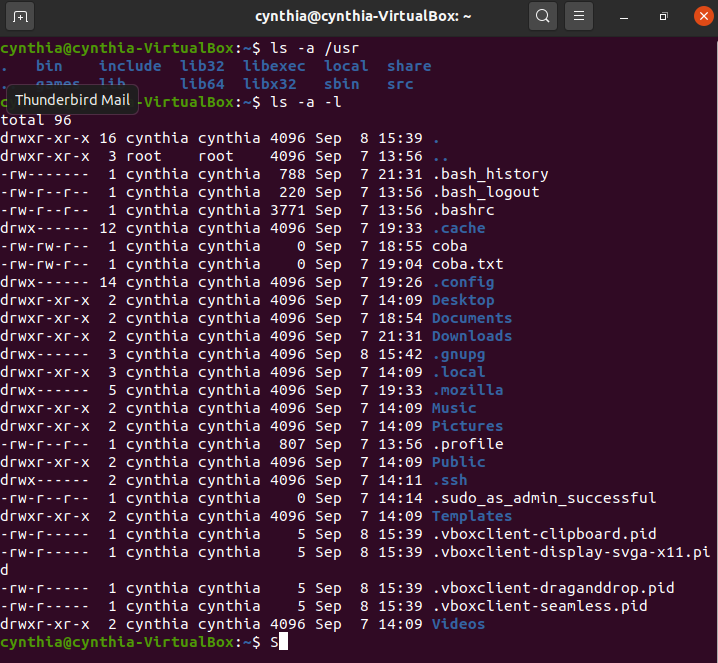 cynthia@cynthia-VirtualBox: ~
cynthia@cynthia-VirtualBox:~$ ls -a /usr
.   bin    include  lib32  libexec  local  share
games  lib      lib64  libx32   sbin   src
Thunderbird Mail
-VirtualBox:~$ ls -a -l
total 96
drwxr-xr-x 16 cynthia cynthia 4096 Sep  8 15:39 .
drwxr-xr-x  3 root    root    4096 Sep  7 13:56 ..
-rw-------  1 cynthia cynthia  788 Sep  7 21:31 .bash_history
-rw-r--r--  1 cynthia cynthia  220 Sep  7 13:56 .bash_logout
-rw-r--r--  1 cynthia cynthia 3771 Sep  7 13:56 .bashrc
drwx------ 12 cynthia cynthia 4096 Sep  7 19:33 .cache
-rw-rw-r--  1 cynthia cynthia    0 Sep  7 18:55 coba
-rw-rw-r--  1 cynthia cynthia    0 Sep  7 19:04 coba.txt
drwx------ 14 cynthia cynthia 4096 Sep  7 19:26 .config
drwxr-xr-x  2 cynthia cynthia 4096 Sep  7 14:09 Desktop
drwxr-xr-x  2 cynthia cynthia 4096 Sep  7 18:54 Documents
drwxr-xr-x  2 cynthia cynthia 4096 Sep  7 21:31 Downloads
drwx------  3 cynthia cynthia 4096 Sep  8 15:42 .gnupg
drwxr-xr-x  3 cynthia cynthia 4096 Sep  7 14:09 .local
drwx------  5 cynthia cynthia 4096 Sep  7 19:33 .mozilla
drwxr-xr-x  2 cynthia cynthia 4096 Sep  7 14:09 Music
drwxr-xr-x  2 cynthia cynthia 4096 Sep  7 14:09 Pictures
-rw-r--r--  1 cynthia cynthia  807 Sep  7 13:56 .profile
drwxr-xr-x  2 cynthia cynthia 4096 Sep  7 14:09 Public
drwx------  2 cynthia cynthia 4096 Sep  7 14:11 .ssh
-rw-r--r--  1 cynthia cynthia    0 Sep  7 14:14 .sudo_as_admin_successful
drwxr-xr-x  2 cynthia cynthia 4096 Sep  7 14:09 Templates
-rw-r-----  1 cynthia cynthia    5 Sep  8 15:39 .vboxclient-clipboard.pid
-rw-r-----  1 cynthia cynthia    5 Sep  8 15:39 .vboxclient-display-svga-x11.pi
d
-rw-r-----  1 cynthia cynthia    5 Sep  8 15:39 .vboxclient-draganddrop.pid
-rw-r-----  1 cynthia cynthia    5 Sep  8 15:39 .vboxclient-seamless.pid
drwxr-xr-x  2 cynthia cynthia 4096 Sep  7 14:09 Videos
cynthia@cynthia-VirtualBox:~$ S